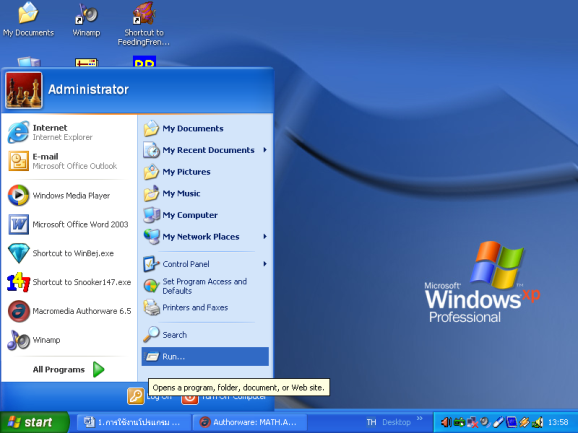 My Documents
Winamp
Shortcut to
FeedingFren...
Administrator
Internet
Internet Explorer
E-mail
Microsoft Office Outlook
Windows Media Player
Microsoft Office Word 2003
Shortcut to WinBej.exe
Shortcut to Snooker147.exe
Macromedia Authorware 6.5
Winamp
All Programs
My Documents
My Recent Documents
My Pictures
My Music
My Computer
My Network Places
Control Panel
Set Program Access and
Defaults
Printers and Faxes
Search
Run...
Opens a program, folder, document, or Web site.
Log Off
Turn Off Computer
Microsoft®
Windows xp
Professional
start
1.การใช้งานโปรแกรม ...
Authorware: MATH.A...
TH
Desktop
13:58